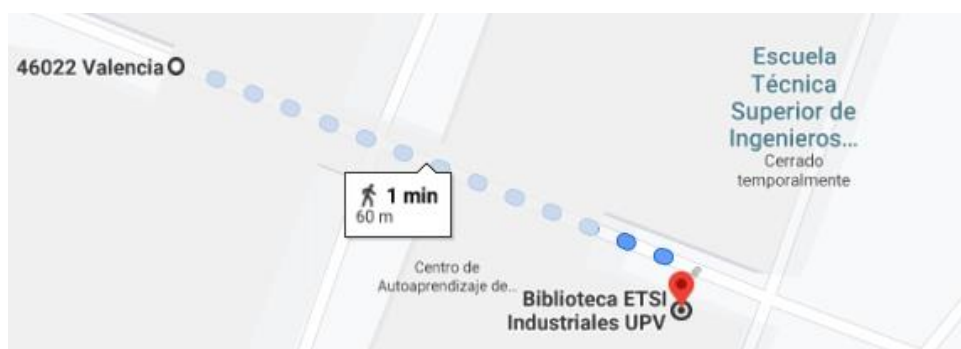 46022 Valencia
Escuela
Técnica
Superior de
Ingenieros...
Cerrado
temporalmente
1 min
60 m
Centro de
Autoaprendizaje de...
Biblioteca ETSI
Industriales UPV